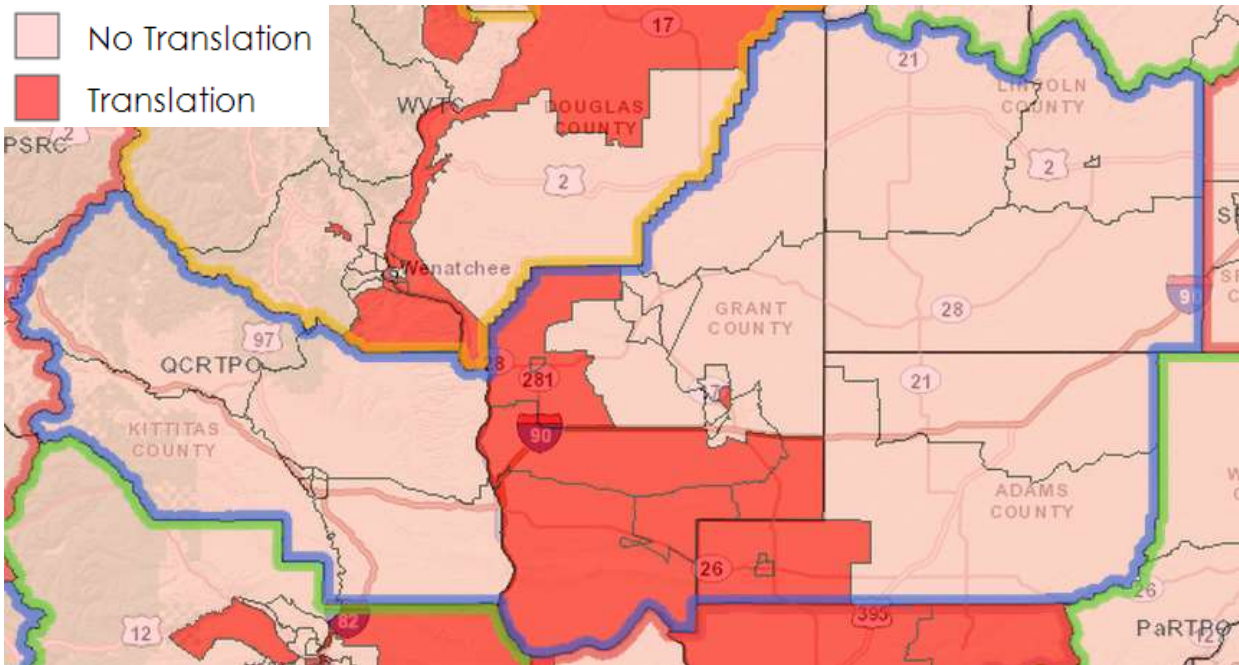 No Translation
Translation
17
21
WVTC
DOUGLAS
COUNTY
LINCOLN
COUNTY
2
PSRC
2
2
Wenatchee
GRANT
COUNTY
28
90
97
QCRTPO
28
281
21
90
KITTITAS
COUNTY
ADAMS
COUNTY
26
26
82
12
395
PaRTPO